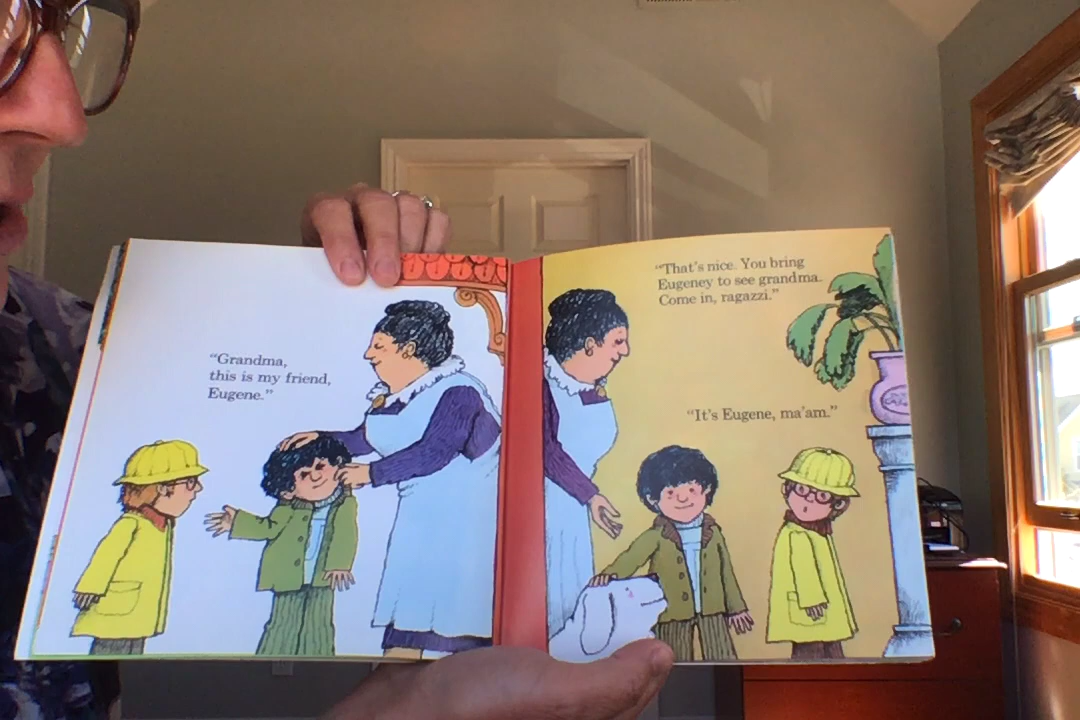 "Grandma,
this is my friend,
Eugene."
"That's nice. You bring
Eugeney to see grandma.
Come in, ragazzi."
"It's Eugene, ma'am."